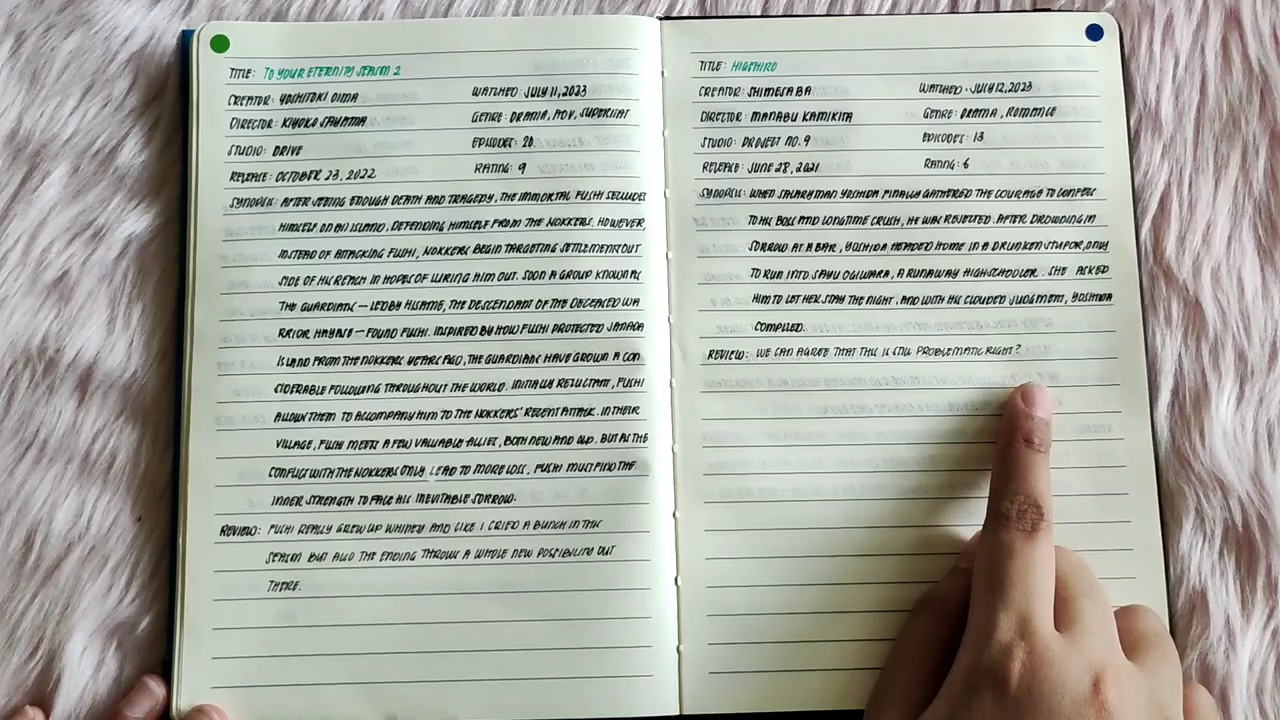 TITLE: TO YOUR ETERNITY SEASON 2
CREATOR: YOSHITOKI OIMA WATCHED: JULY 11, 2023
DIRECTOR: KIYOKO SAYAMA GENRE: DRAMA, ADV, SUPERNAT
STUDIO: DRIVE EPISODES: 20
RELEASE: OCTOBER 23, 2022 RATING: 9
SYNOPSIS: AFTER SEEING ENOUGH DEATH AND TRAGEDY, THE IMMORTAL FUSHI SECLUDES
HIMSELF ON AN ISLAND, DEFENDING HIMSELF FROM THE NOKKERS. HOWEVER,
INSTEAD OF ATTACKING FUSHI, NOKKERS BEGIN TARGETING SETTLEMENT OUT
SIDE OF HIS REACH IN HOPES OF LURING HIM OUT. SOON A GROUP KNOWN AS
THE GUARDIANS — LED BY HISAME, THE DESCENDANT OF THE DECEASED WA
RRIOR HAYASE — FOUND FUSHI. INSPIRED BY HOW FUSHI PROTECTED JANADA
ISLAND FROM THE NOKKERS YEARS AGO, THE GUARDIANS HAVE GROWN A CON
SIDERABLE FOLLOWING THROUGHOUT THE WORLD. INITIALLY RELUCTANT, FUSHI
ALLOW THEM TO ACCOMPANY HIM TO THE NOKKERS' RECENT ATTACK. IN THEIR
VILLAGE, FUSHI MEETS A FEW VALUABLE ALLIES, BOTH NEW AND OLD. BUT AS THE
CONFLICT WITH THE NOKKERS ONLY LEAD TO MORE LOSS, FUSHI MUST FIND THE
INNER STRENGTH TO FACE HIS INEVITABLE SORROW.
REVIEW: FUSHI REALLY GREW UP WHINEY AND LIKE I CRIED A BUNCH IN THIS
SEASON BUT ALSO THE ENDING THROWS A WHOLE NEW POSSIBILITY OUT
THERE.
TITLE: HIGEHIRO
CREATOR: SHIMESABA WATCHED: JULY 12, 2023
DIRECTOR: MANABU KAMIKITA GENRE: DRAMA, ROMANCE
STUDIO: PROJECT NO. 9 EPISODES: 13
RELEASE: JUNE 28, 2021 RATING: 6
SYNOPSIS: WHEN SALARYMAN YOSHIDA FINALLY GATHERED THE COURAGE TO CONFESS
TO HIS BOSS AND LONGTIME CRUSH, HE WAS REJECTED. AFTER DROWNING IN
SORROW AT A BAR, YOSHIDA HEADED HOME IN A DRUNKEN STUPOR, ONLY
TO RUN INTO SAYU OGIWARA, A RUNAWAY HIGHSCHOOLER. SHE ASKED
HIM TO LET HER STAY THE NIGHT. AND WITH HIS CLOUDED JUDGMENT, YOSHIDA
COMPLIED.
REVIEW: WE CAN AGREE THAT THIS IS STILL PROBLEMATIC RIGHT?